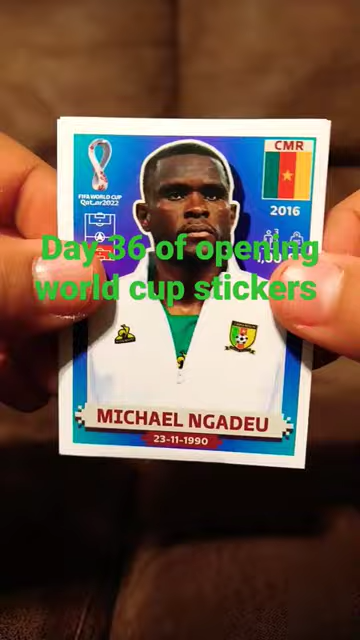 CMR
FIFA WORLD CUP
Qatar2022
2016
Day 36 of opening
world cup stickers
MICHAEL NGADEU
23-11-1990